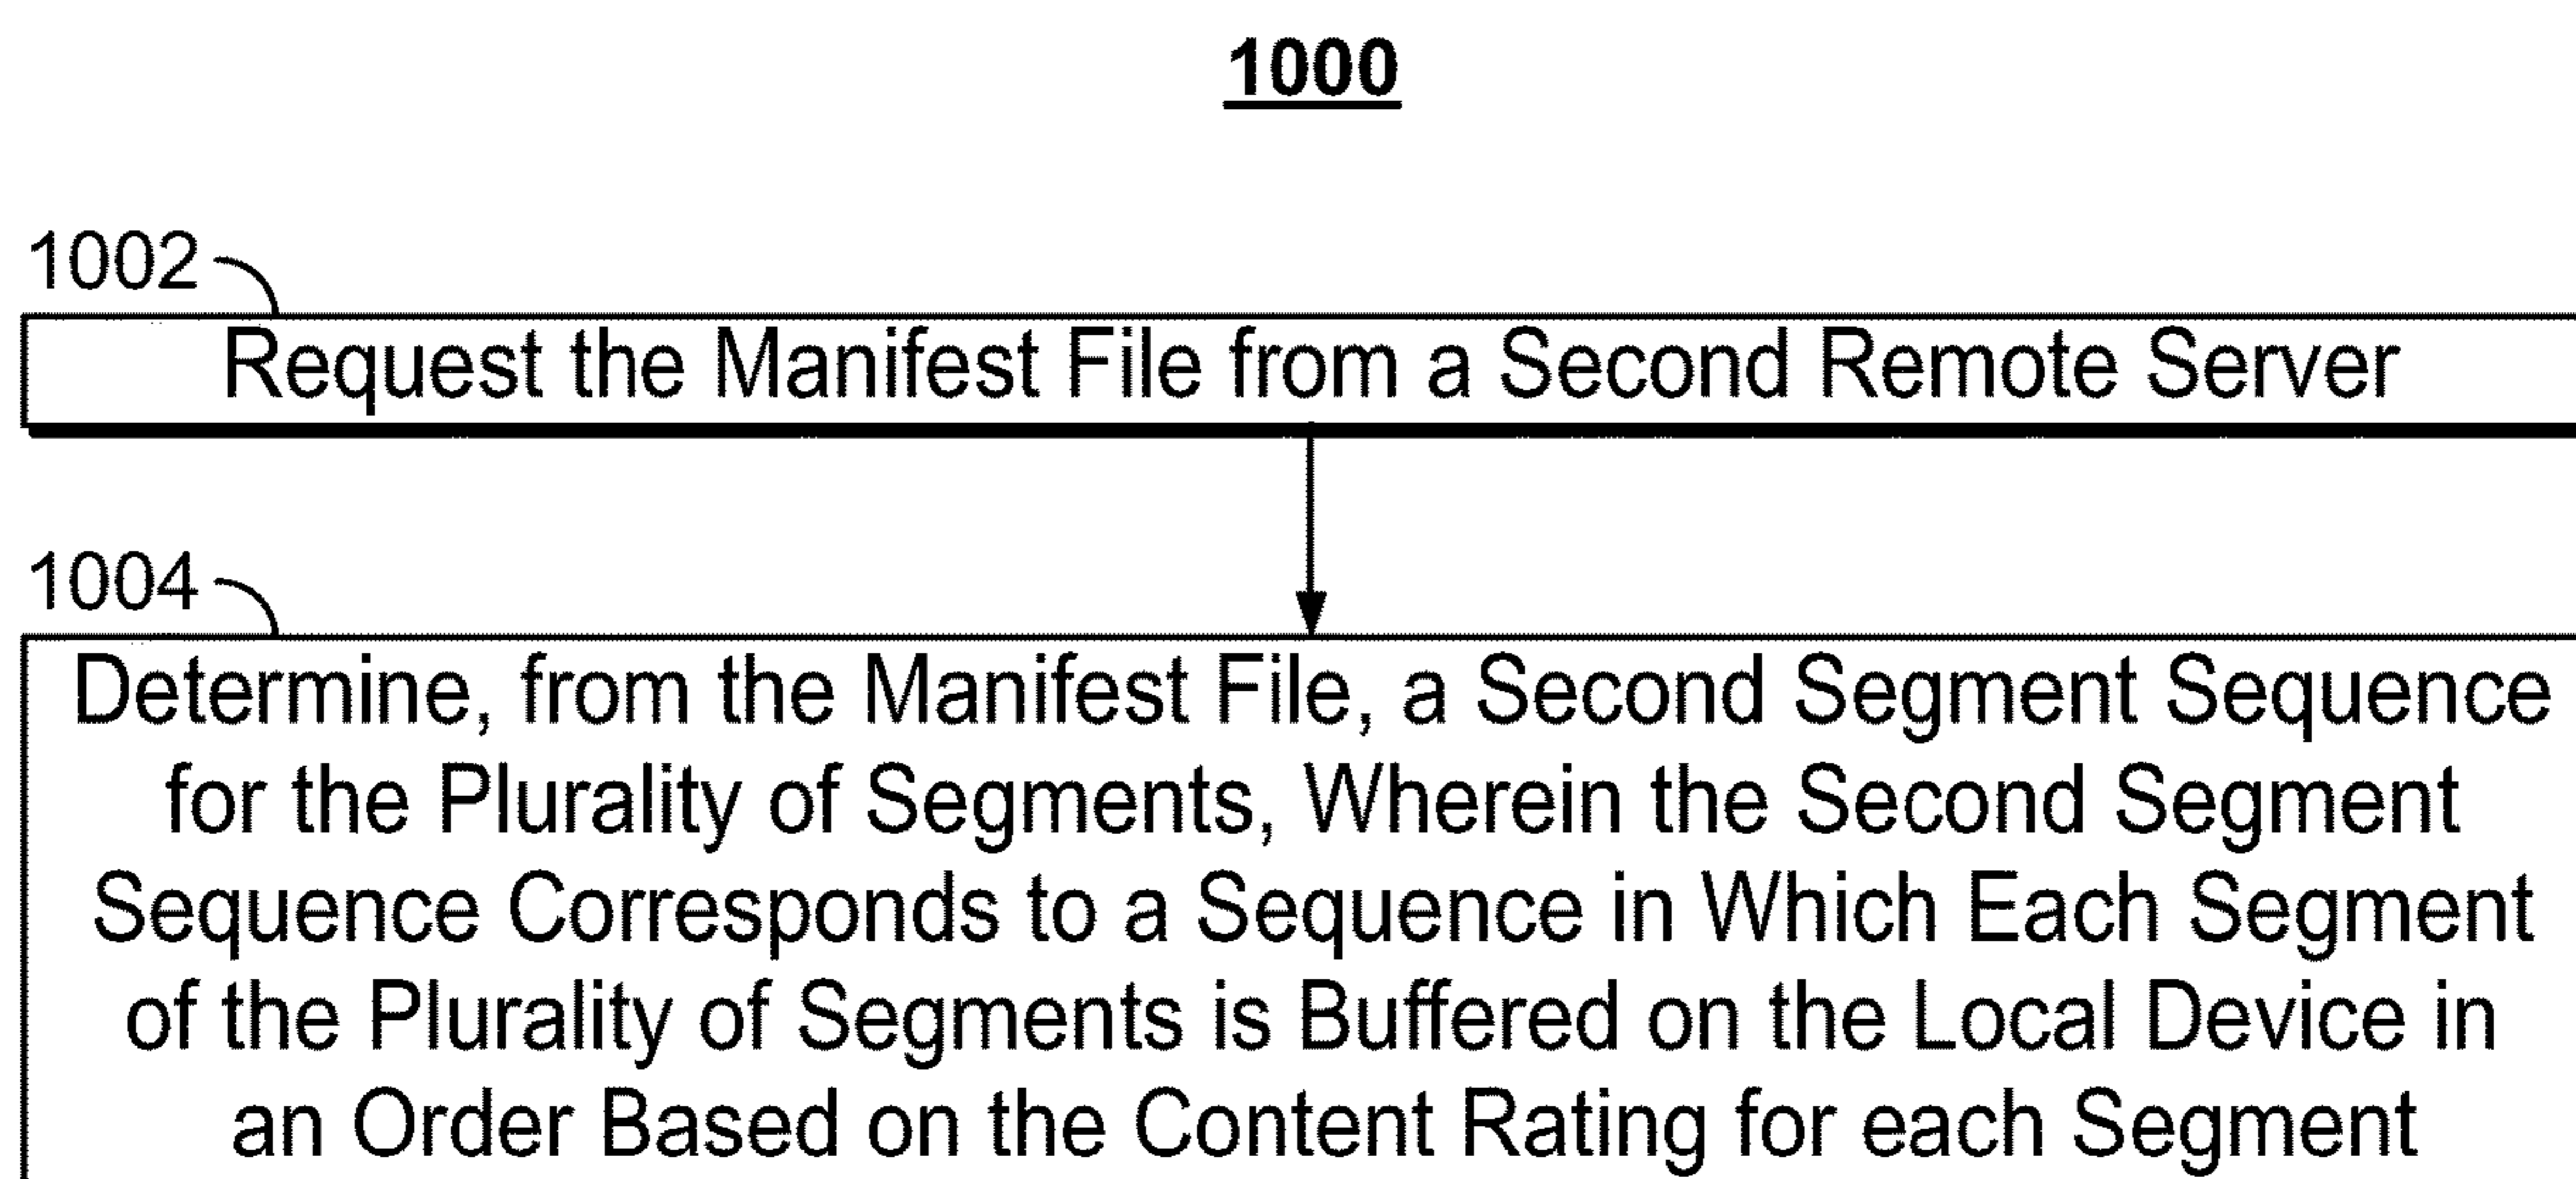 1000
1002
Request the Manifest File from a Second Remote Server
1004
Determine, from the Manifest File, a Second Segment Sequence
for the Plurality of Segments, Wherein the Second Segment
Sequence Corresponds to a Sequence in Which Each Segment
of the Plurality of Segments is Buffered on the Local Device in
an Order Based on the Content Rating for each Segment